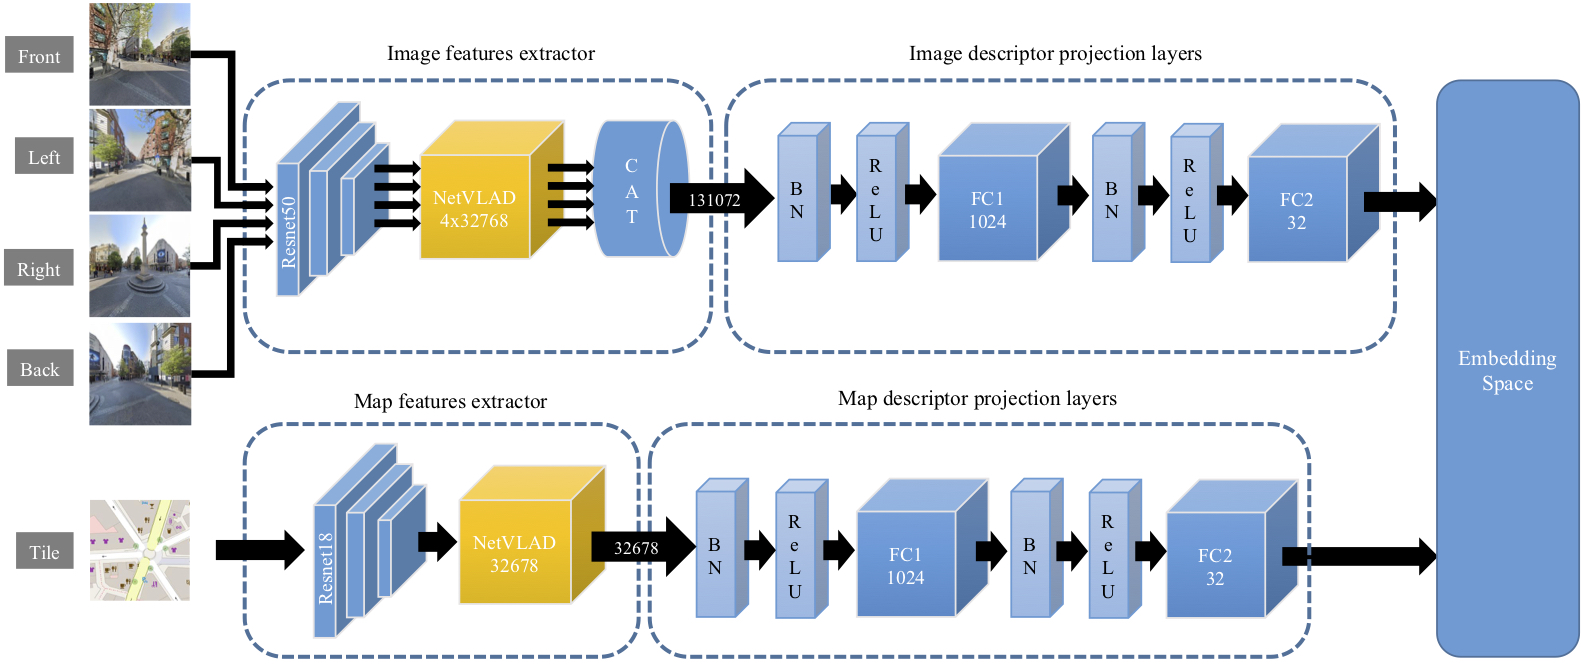 Front
Left
Right
Back
Image features extractor
Resnet50
NetVLAD
4x32768
C
A
T
131072
Image descriptor projection layers
B
N
R
e
L
U
FC1
1024
B
N
R
e
L
U
FC2
32
Embedding
Space
Tile
Map features extractor
Resnet18
NetVLAD
32678
32678
Map descriptor projection layers
B
N
R
e
L
U
FC1
1024
B
N
R
e
L
U
FC2
32